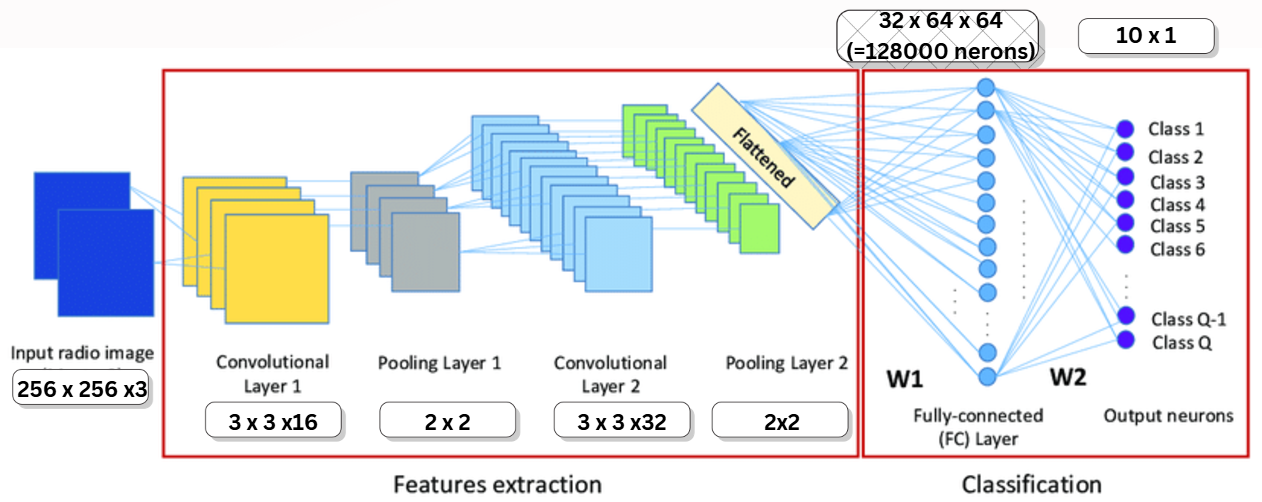 32 x 64 x 64
(=128000 nerons)
10 x 1
Flattened
Class 1
Class 2
Class 3
Class 4
Class 5
Class 6
Class Q-1
Class Q
Input radio image
256 x 256 x3
Convolutional
Layer 1
3 x 3 x16
Pooling Layer 1
2 x 2
Convolutional
Layer 2
3 x 3 x32
Pooling Layer 2
2x2
W1
W2
Fully-connected
(FC) Layer
Output neurons
Features extraction
Classification